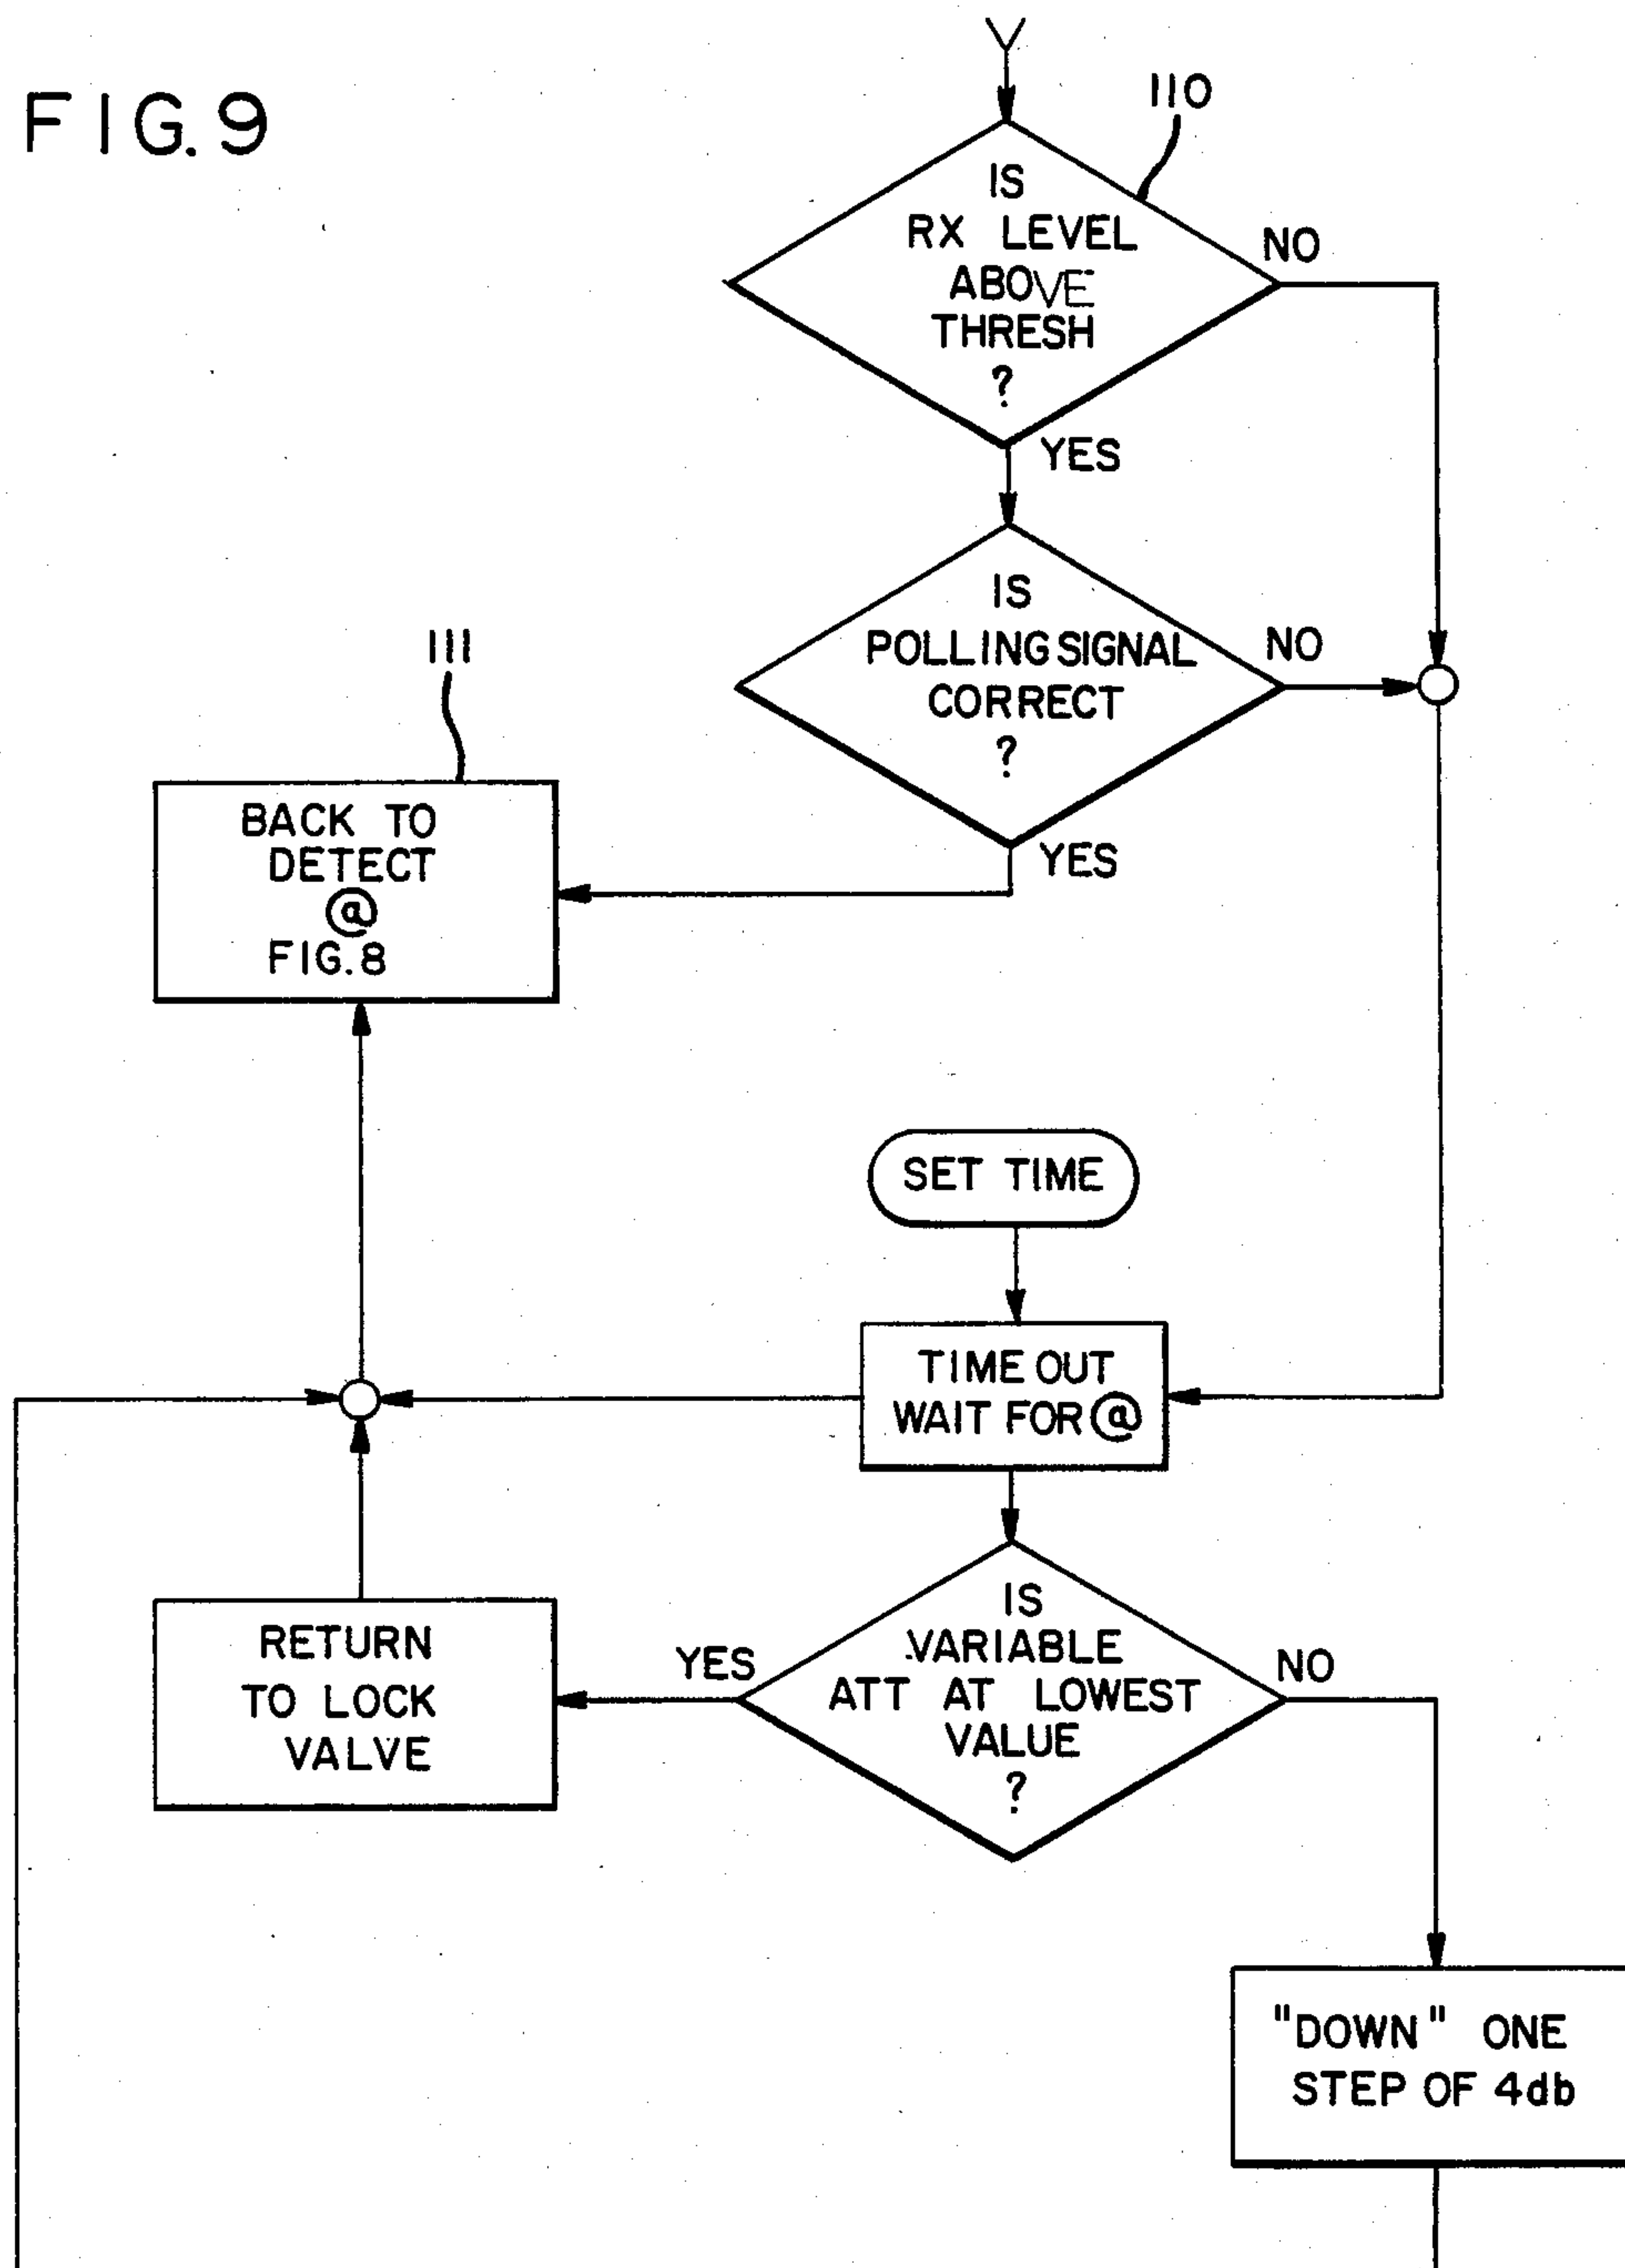 FIG. 9
110
IS
RX LEVEL
ABOVE
THRESH
?
NO
YES
IS
POLLING SIGNAL
CORRECT
?
NO
YES
111
BACK TO
DETECT
@
FIG. 8
SET TIME
TIME OUT
WAIT FOR @
IS
VARIABLE
ATT AT LOWEST
VALUE
?
YES
NO
RETURN
TO LOCK
VALVE
"DOWN" ONE
STEP OF 4db